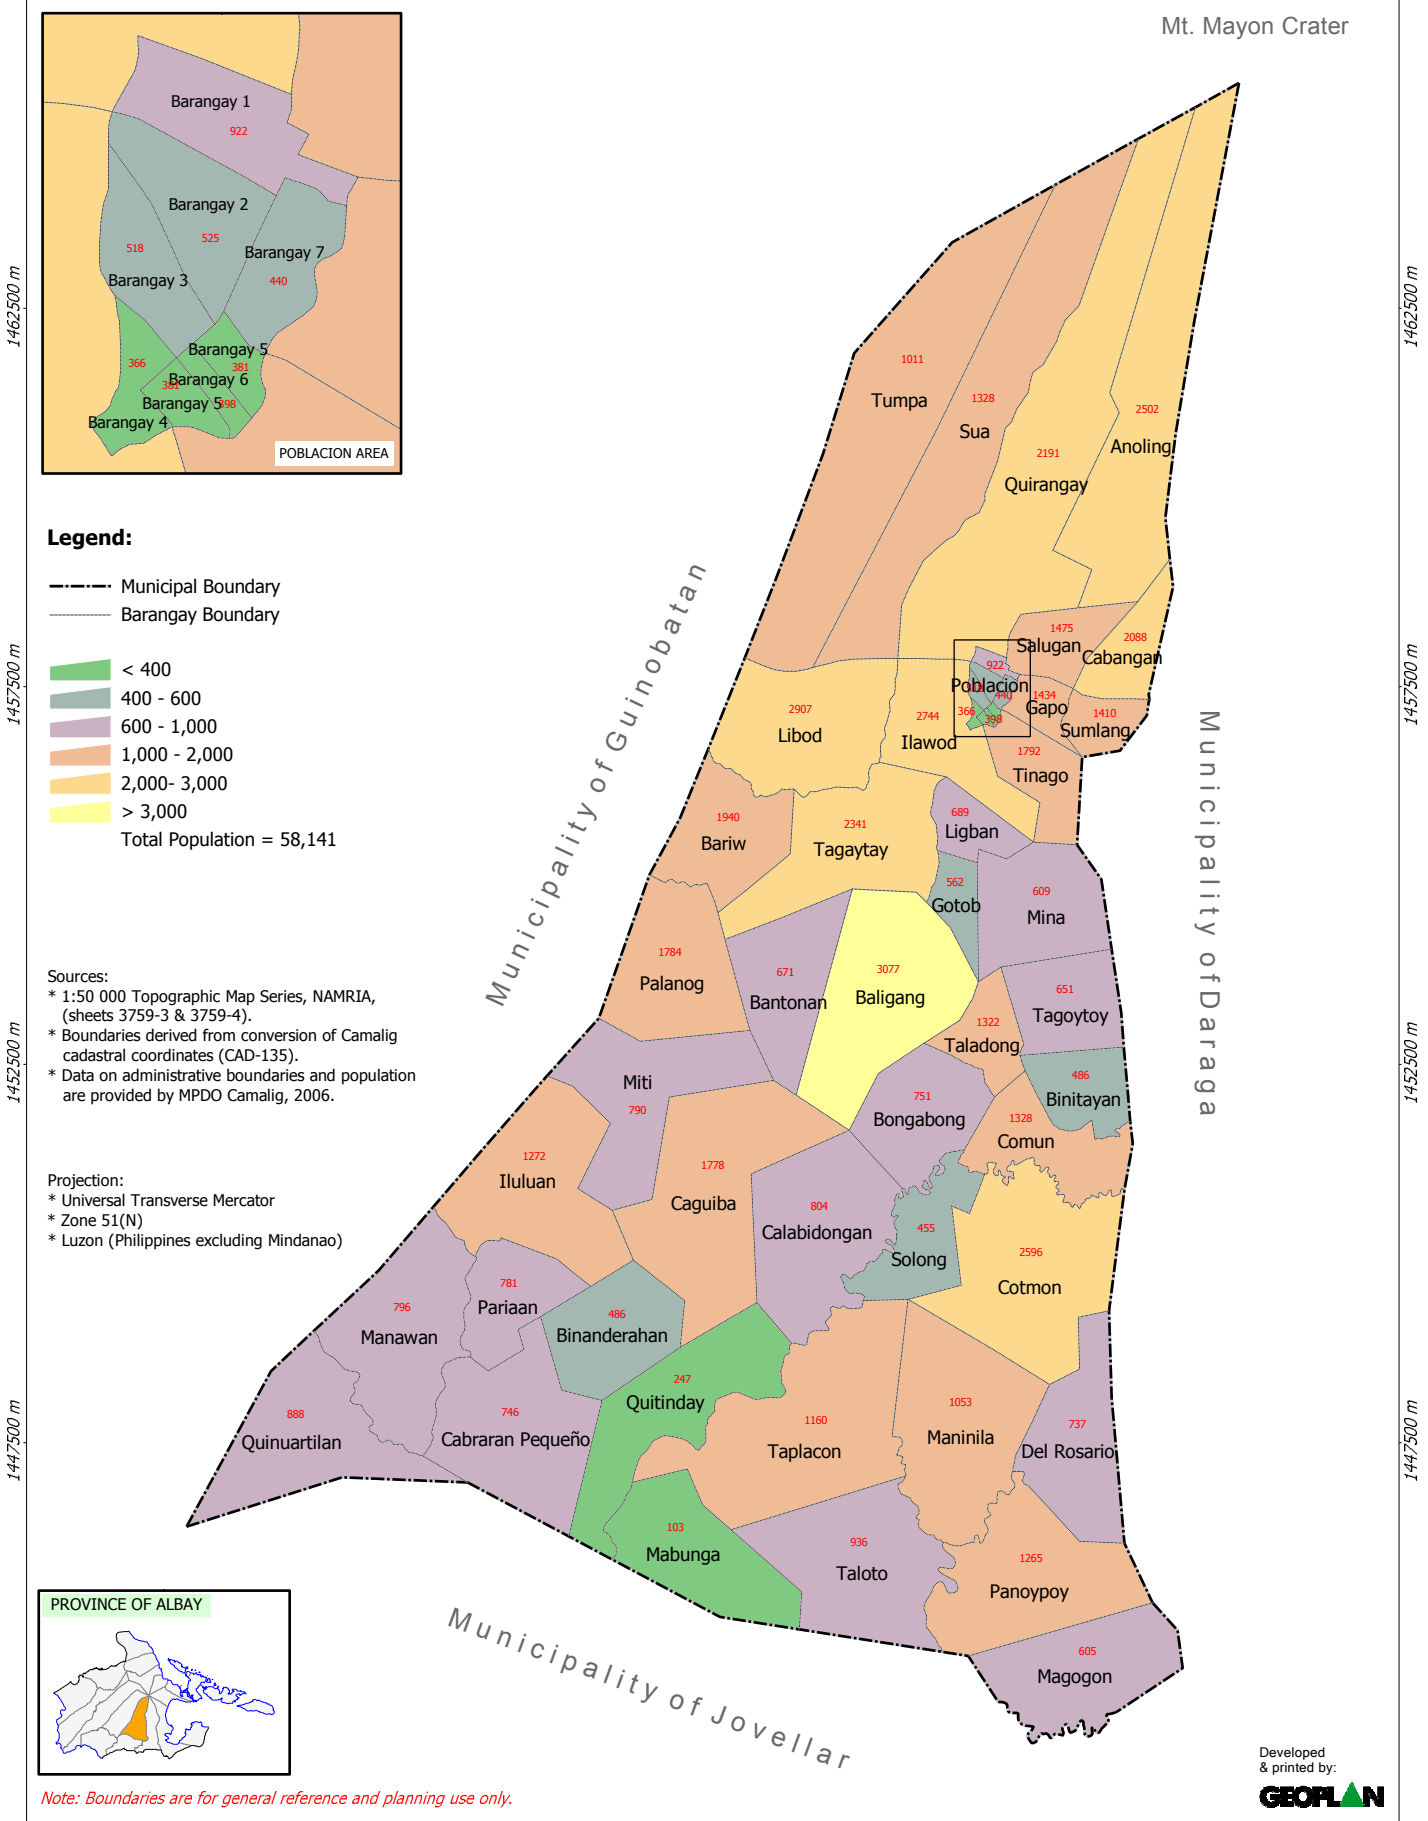 Mt. Mayon Crater
Barangay 1
922
Barangay 2
525
518
Barangay 3
Barangay 7
440
Barangay 5
381
366
Barangay 6
381
Barangay 5
398
Barangay 4
POBLACION AREA
1462500 m
1462500 m
1457500 m
1457500 m
1452500 m
1452500 m
1447500 m
1447500 m
Legend:
Municipal Boundary
Barangay Boundary
< 400
400 - 600
600 - 1,000
1,000 - 2,000
2,000- 3,000
> 3,000
Total Population = 58,141
Sources:
* 1:50 000 Topographic Map Series, NAMRIA,
(sheets 3759-3 & 3759-4).
* Boundaries derived from conversion of Camalig
cadastral coordinates (CAD-135).
* Data on administrative boundaries and population
are provided by MPDO Camalig, 2006.
Projection:
* Universal Transverse Mercator
* Zone 51(N)
* Luzon (Philippines excluding Mindanao)
Municipality of Guinobatan
Municipality of Daraga
Municipality of Jovellar
1011
Tumpa
1328
Sua
2191
Quirangay
2502
Anoling
1475
Salugan
2088
Cabangan
922
Poblacion
440
366
398
1434
Gapo
1410
Sumlang
2907
Libod
2744
Ilawod
1792
Tinago
1940
Bariw
2341
Tagaytay
689
Ligban
562
Gotob
609
Mina
1784
Palanog
671
Bantonan
3077
Baligang
651
Tagoytoy
1322
Taladong
486
Binitayan
Miti
790
751
Bongabong
1328
Comun
1272
Iluluan
1778
Caguiba
804
Calabidongan
455
Solong
2596
Cotmon
781
Pariaan
796
Manawan
486
Binanderahan
247
Quitinday
888
Quinuartilan
746
Cabraran Pequeño
1160
Taplacon
1053
Maninila
737
Del Rosario
103
Mabunga
936
Taloto
1265
Panoypoy
605
Magogon
PROVINCE OF ALBAY
Note: Boundaries are for general reference and planning use only.
Developed
& printed by:
GEOPLAN